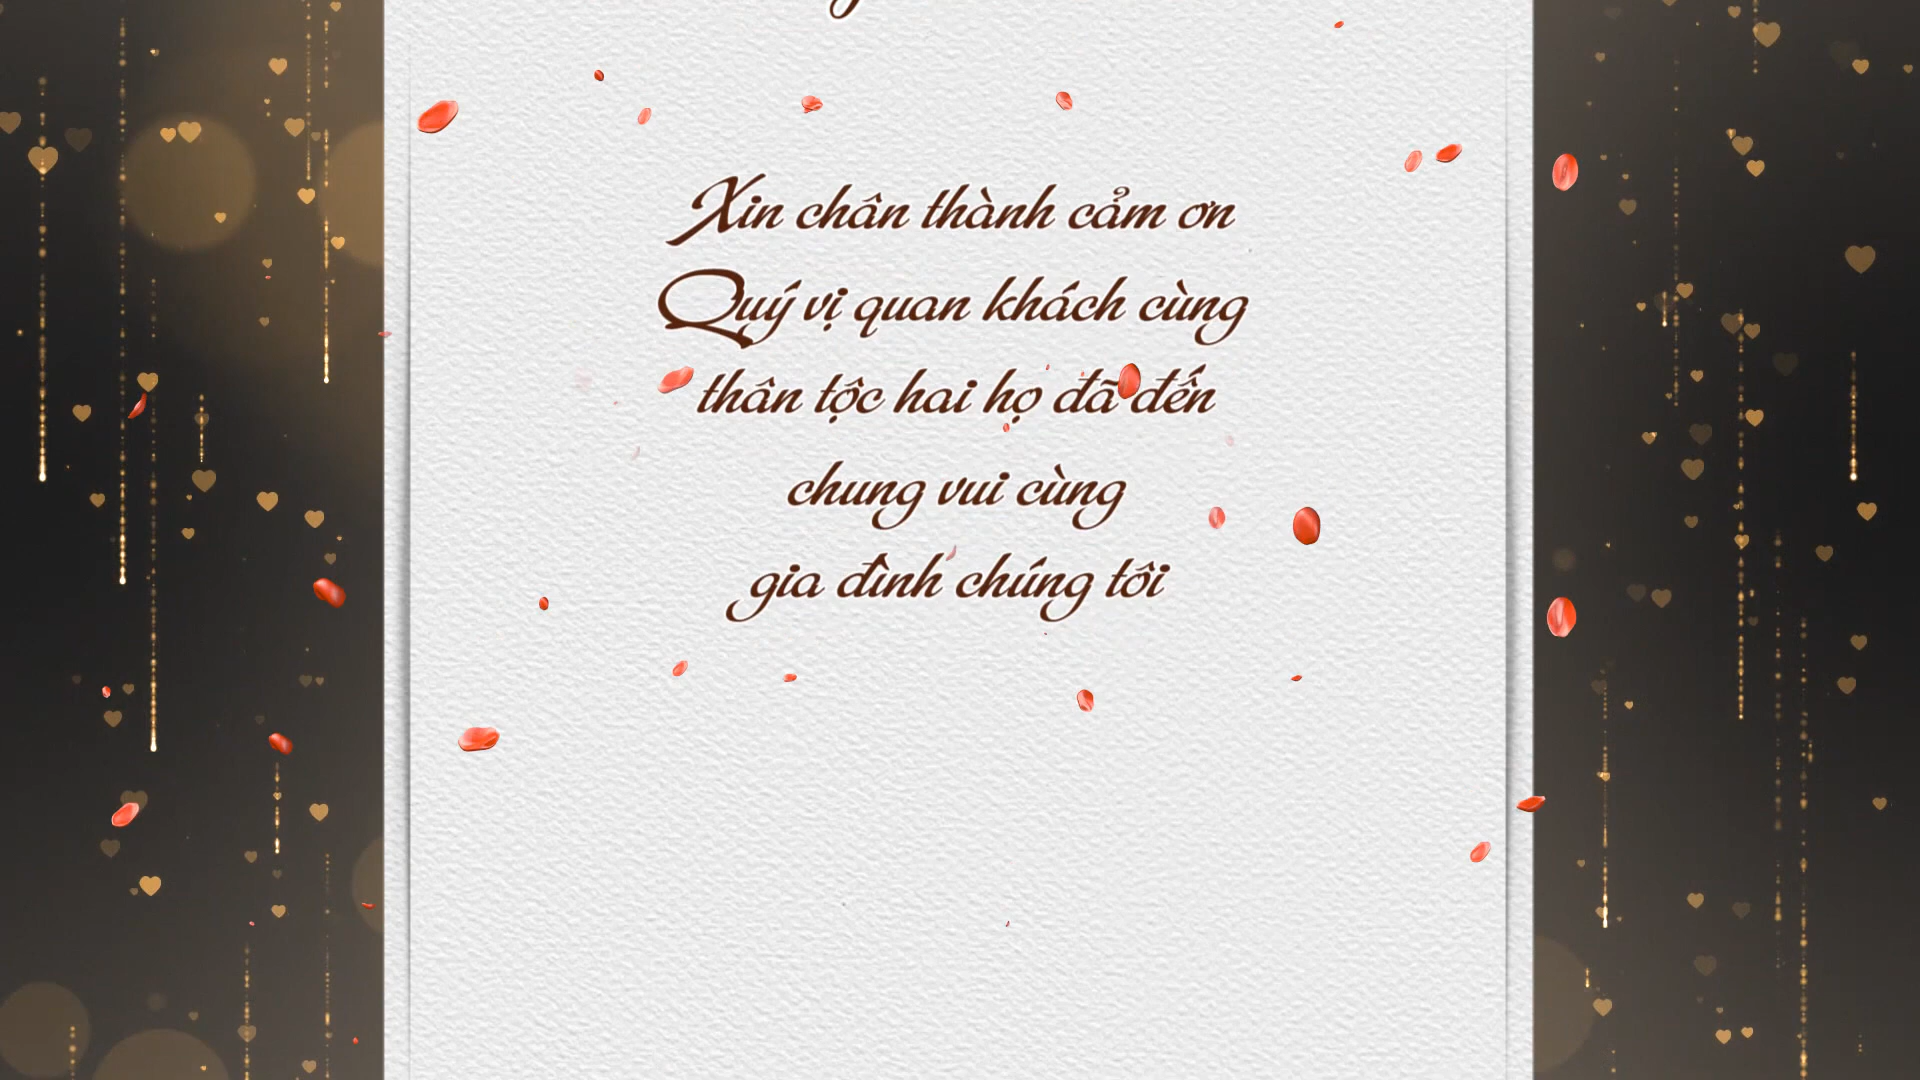 Xin chân thành cảm ơn
Quý vị quan khách cùng
thân tộc hai họ đã đến
chung vui cùng
gia đình chúng tôi